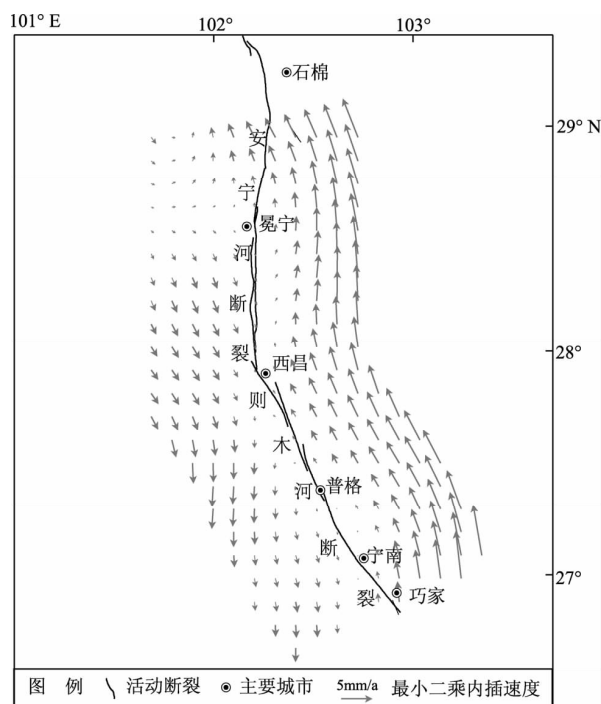 101° E
102°
103°
石棉
29° N
安
宁
冕宁
河
断
28°
裂
西昌
则
木
河
普格
断
宁南
27°
裂
巧家
图 例 活动断裂 主要城市 5mm/a 最小二乘内插速度